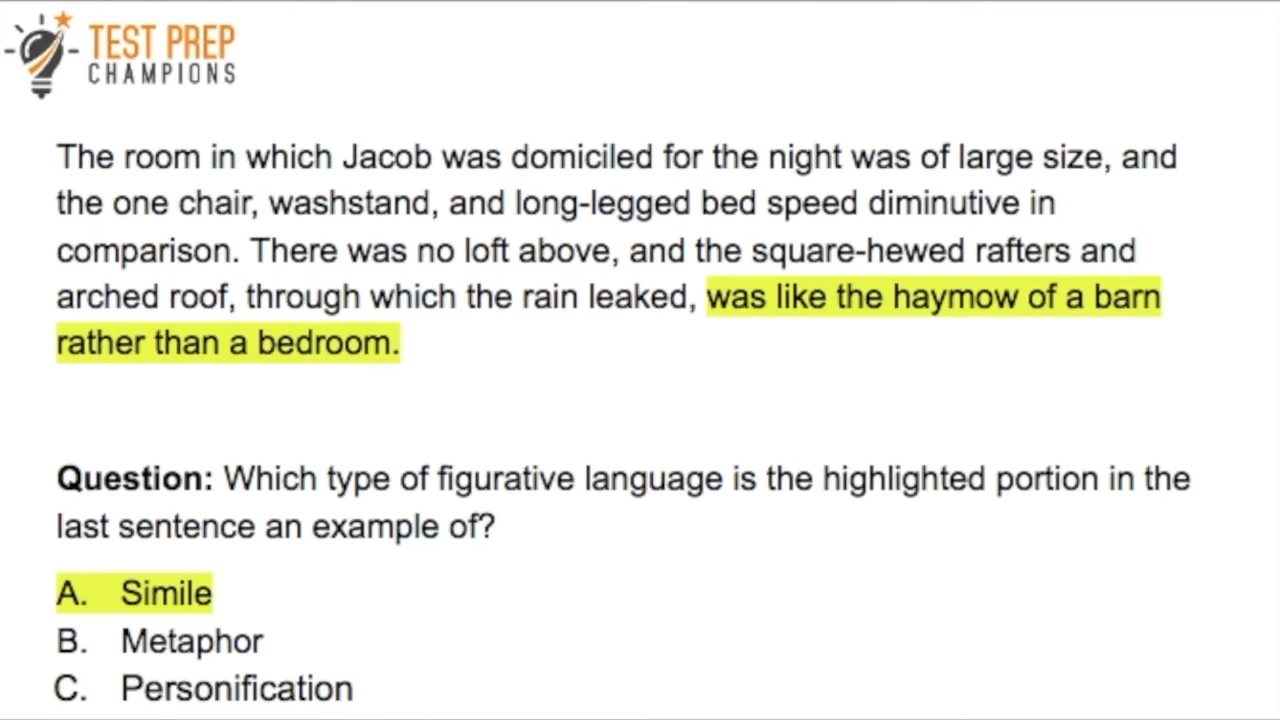 TEST PREP
CHAMPIONS
The room in which Jacob was domiciled for the night was of large size, and
the one chair, washstand, and long-legged bed speed diminutive in
comparison. There was no loft above, and the square-hewed rafters and
arched roof, through which the rain leaked, was like the haymow of a barn
rather than a bedroom.
Question: Which type of figurative language is the highlighted portion in the
last sentence an example of?
A. Simile
B. Metaphor
C. Personification